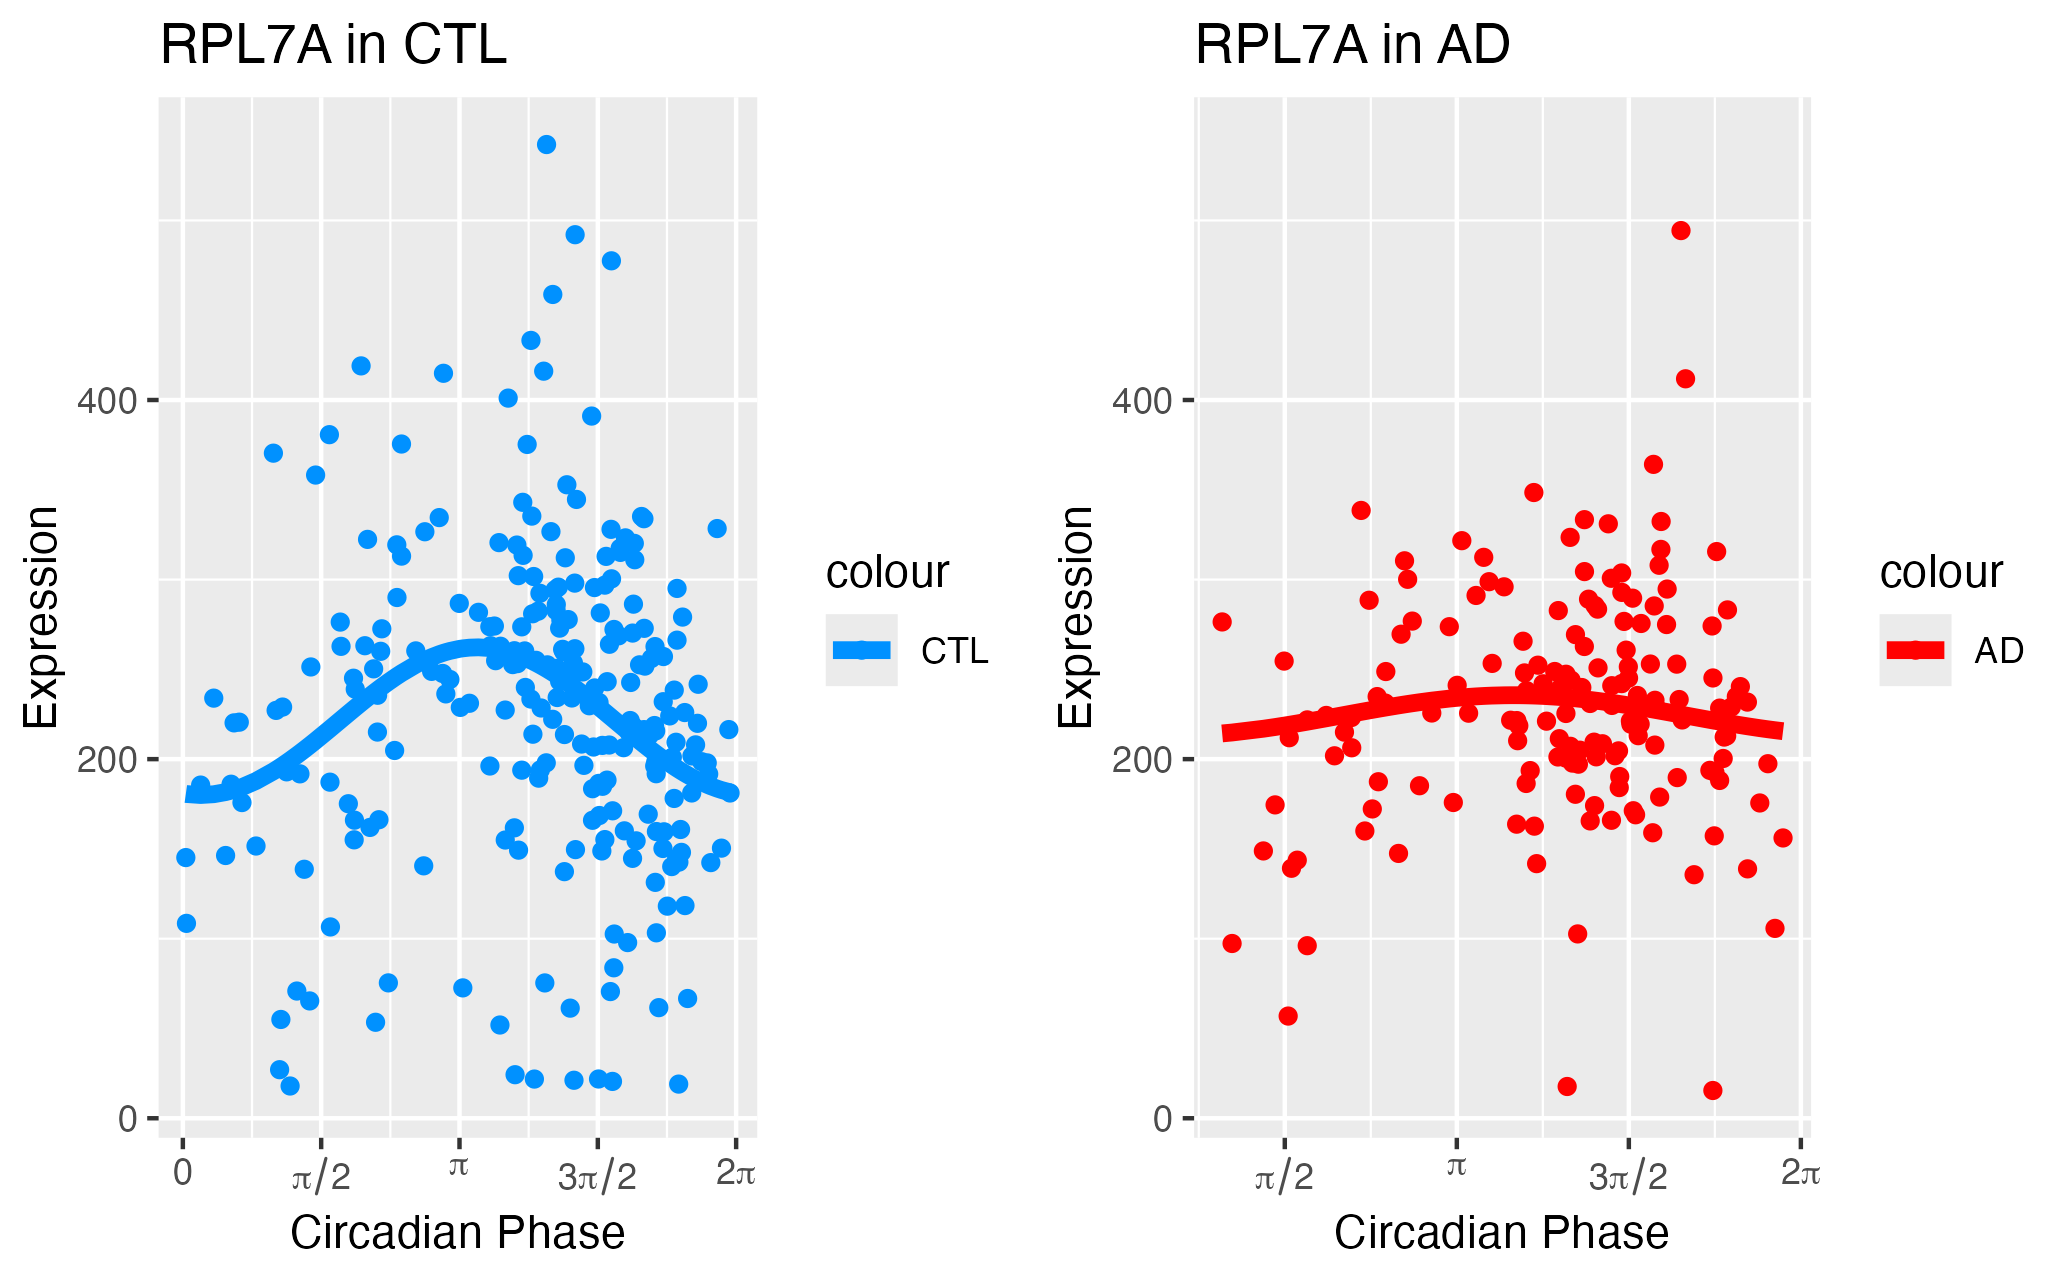 RPL7A in CTL
Expression
400
200
0
0
π/2
π
3π/2
2π
Circadian Phase
colour
CTL
RPL7A in AD
Expression
400
200
0
π/2
π
3π/2
2π
Circadian Phase
colour
AD